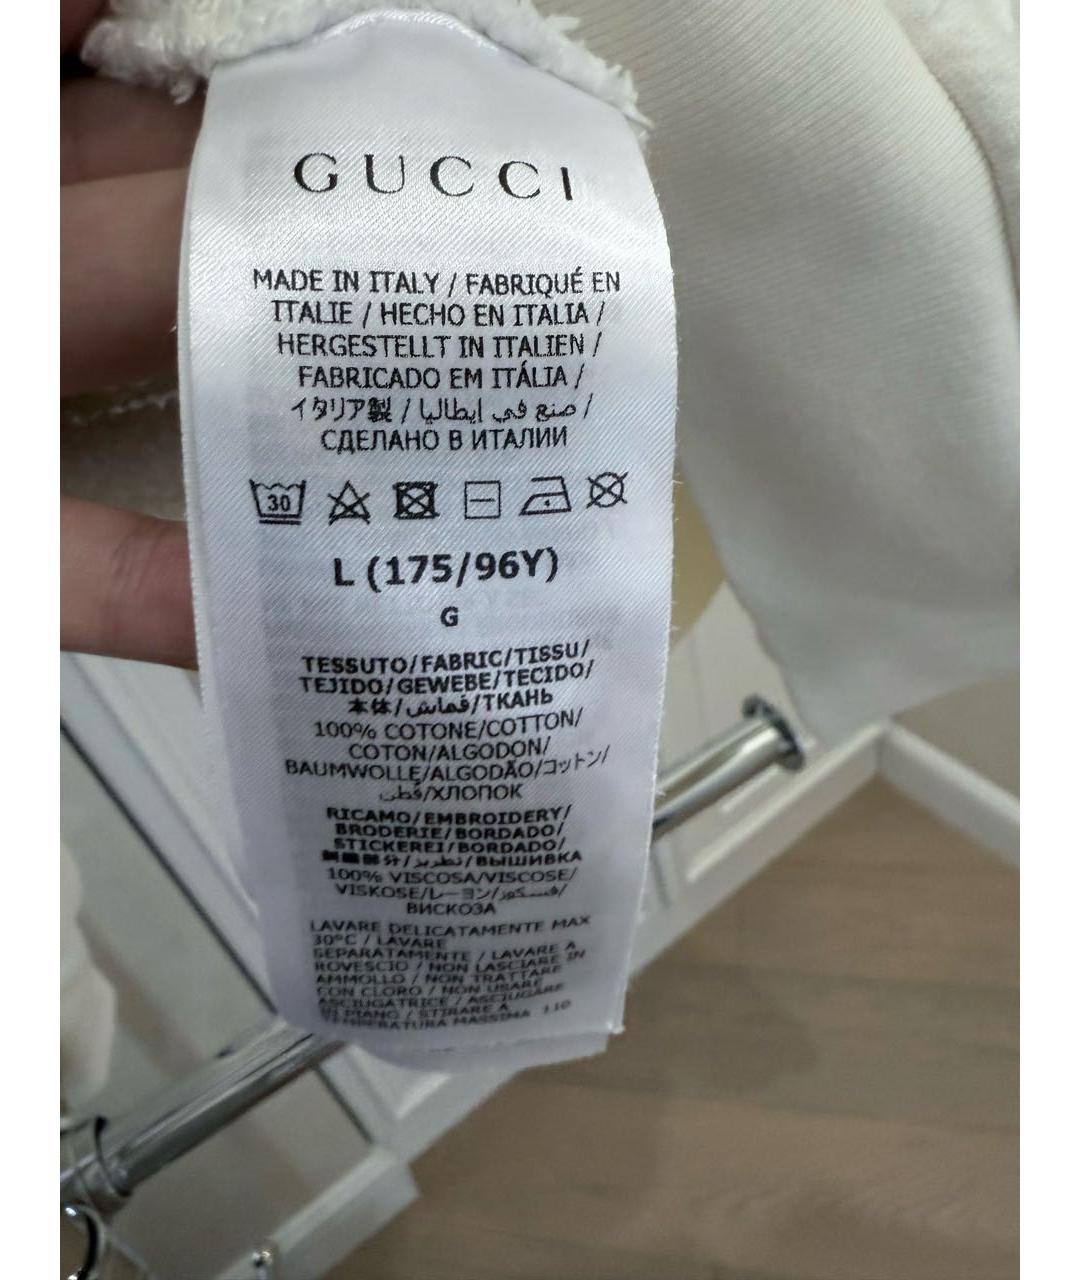 GUCCI
MADE IN ITALY / FABRIQUÉ EN
ITALIE / HECHO EN ITALIA /
HERGESTELLT IN ITALIEN /
FABRICADO EM ITÁLIA /
イタリア製 / صنع في إيطاليا /
СДЕЛАНО В ИТАЛИИ
30
L (175/96Y)
G
TESSUTO/FABRIC/TISSU/
TEJIDO/GEWEBE/TECIDO/
本体/قماش/ТКАНЬ
100% COTONE/COTTON/
COTON/ALGODON/
BAUMWOLLE/ALGODÃO/コットン/
قطن/ХЛОПОК
RICAMO/EMBROIDERY/
BRODERIE/BORDADO/
STICKEREI/BORDADO/
分/تطريز/ВЫШИВКА
100% VISCOSA/VISCOSE/
VISKOSE/レーヨン/فسكوز/
ВИСКОЗА
LAVARE DELICATAMENTE MAX
30°C / LAVARE
SEPARATAMENTE / LAVARE A
ROVESCIO / NON LASCIARE IN
AMMOLLO / NON TRATTARE
CON CLORO / NON USARE
ASCIUGATRICE / ASCIUGARE
IN PIANO / STIRARE A
TEMPERATURA MASSIMA 110